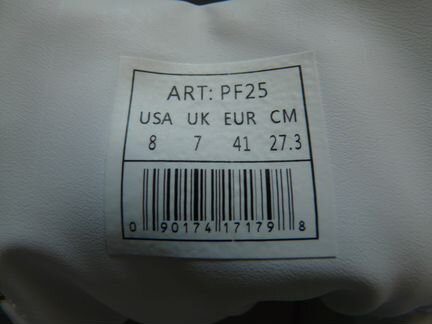 ART: PF25
USA UK EUR CM
8 7 41 27.3
0 90174 17179 8